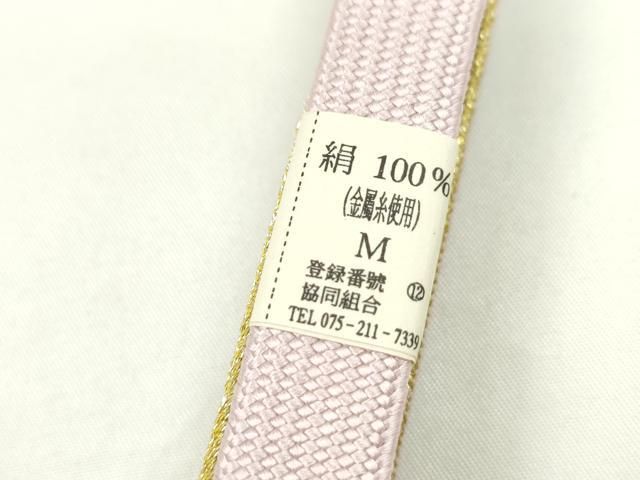 絹 100%
(金屬糸使用)
M
登録番號 ⑫
協同組合
TEL 075-211-7339